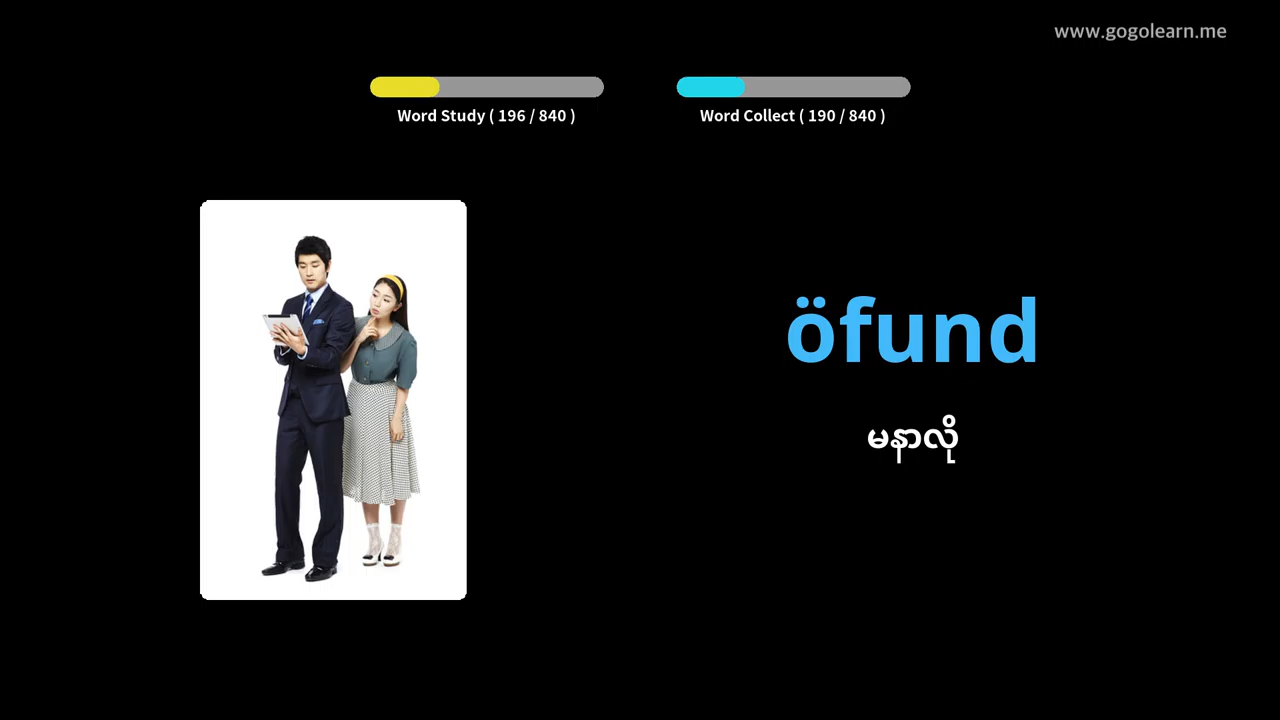 www.gogolearn.me
Word Study ( 196 / 840 )
Word Collect ( 190 / 840 )
öfund
မနာလို